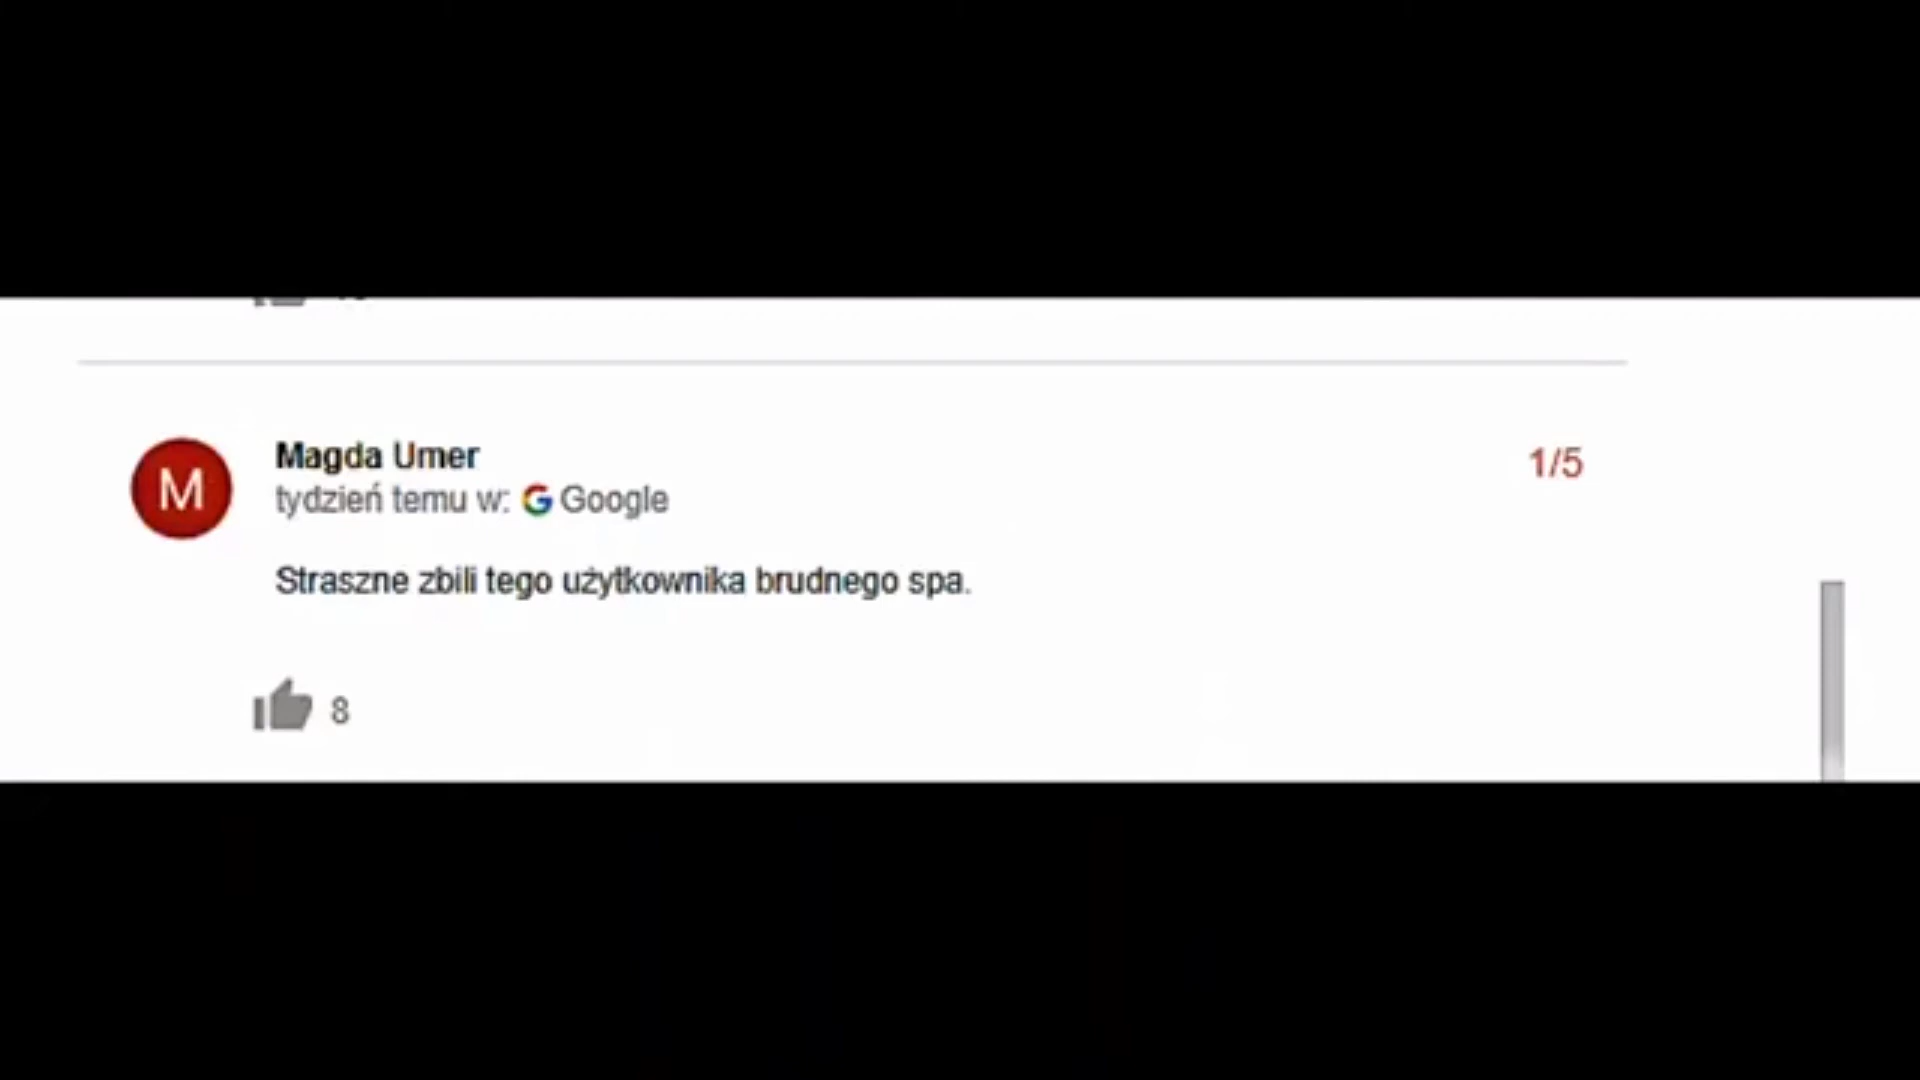 Magda Umer
1/5
tydzień temu w: Google
Straszne zbili tego użytkownika brudnego spa.
8